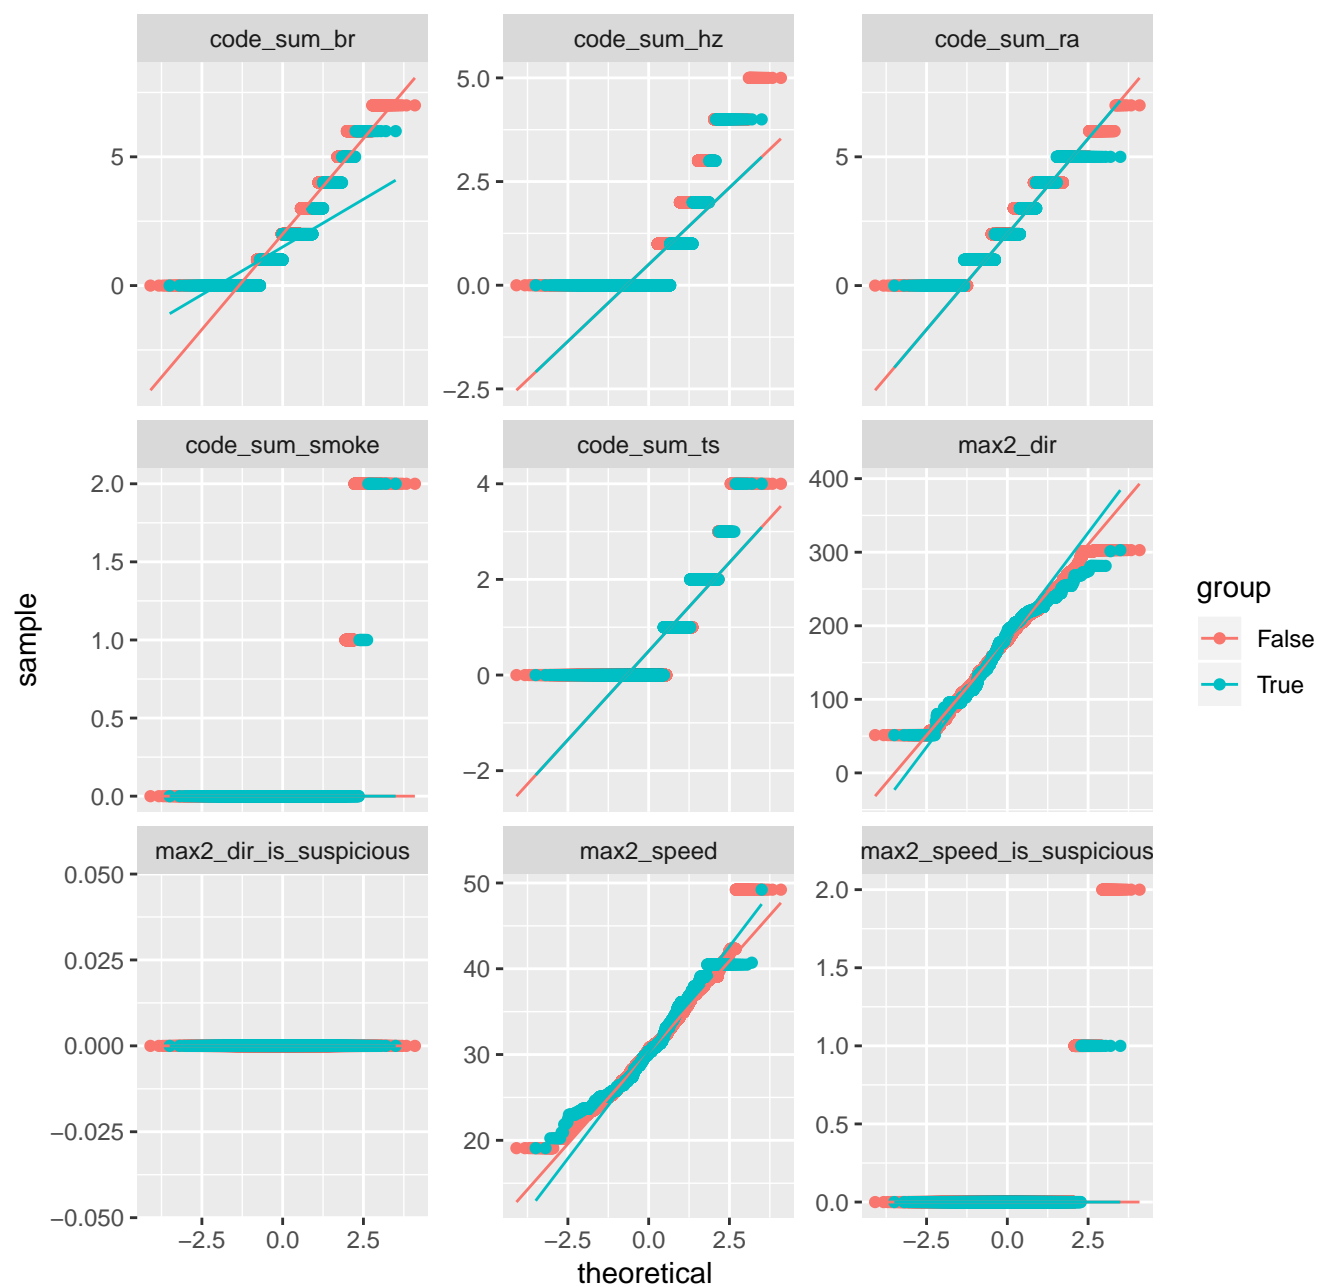 code_sum_br
code_sum_hz
code_sum_ra
5
0
5.0
2.5
0.0
−2.5
5
0
code_sum_smoke
code_sum_ts
max2_dir
2.0
1.5
1.0
0.5
0.0
4
2
0
−2
400
300
200
100
0
max2_dir_is_suspicious
max2_speed
max2_speed_is_suspicious
0.050
0.025
0.000
−0.025
−0.050
50
40
30
20
2.0
1.5
1.0
0.5
0.0
−2.5 0.0 2.5
−2.5 0.0 2.5
−2.5 0.0 2.5
theoretical
sample
group
False
True